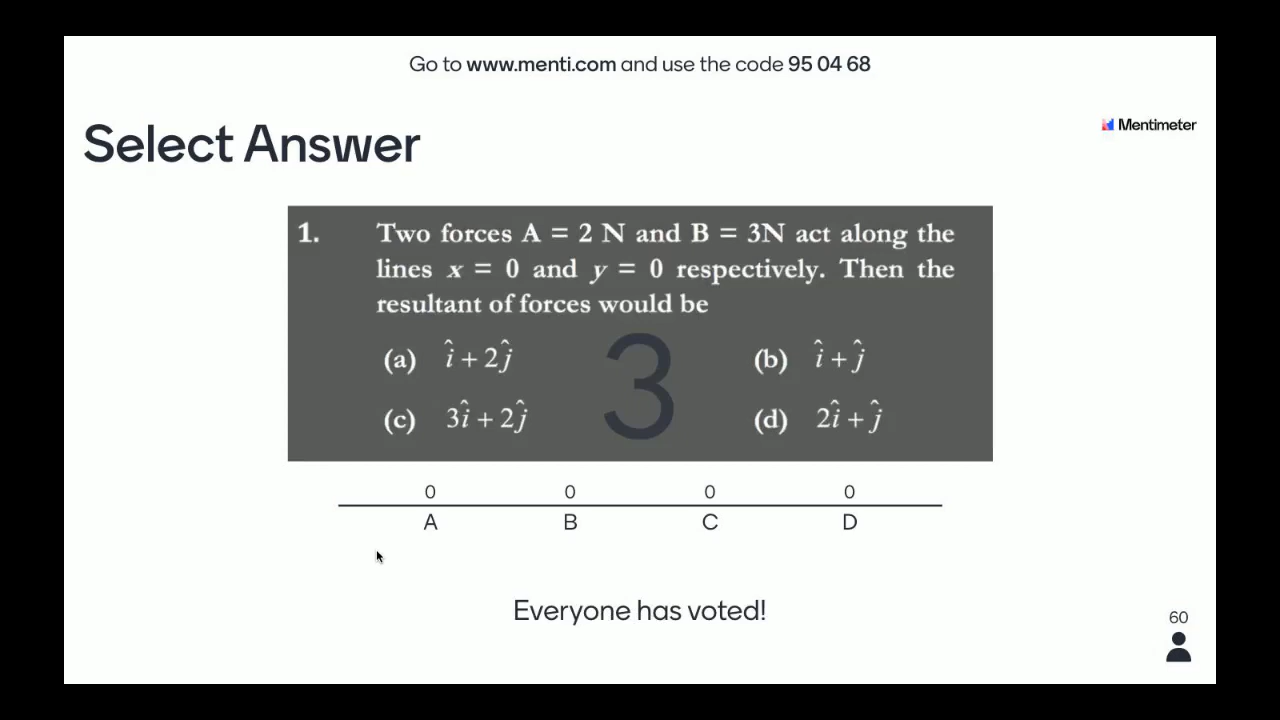 Go to www.menti.com and use the code 95 04 68
Mentimeter
Select Answer
1. Two forces A = 2 N and B = 3N act along the
lines x = 0 and y = 0 respectively. Then the
resultant of forces would be
(a) î + 2ĵ (b) î + ĵ
3
(c) 3î + 2ĵ (d) 2î + ĵ
0 0 0 0
A B C D
Everyone has voted!
60